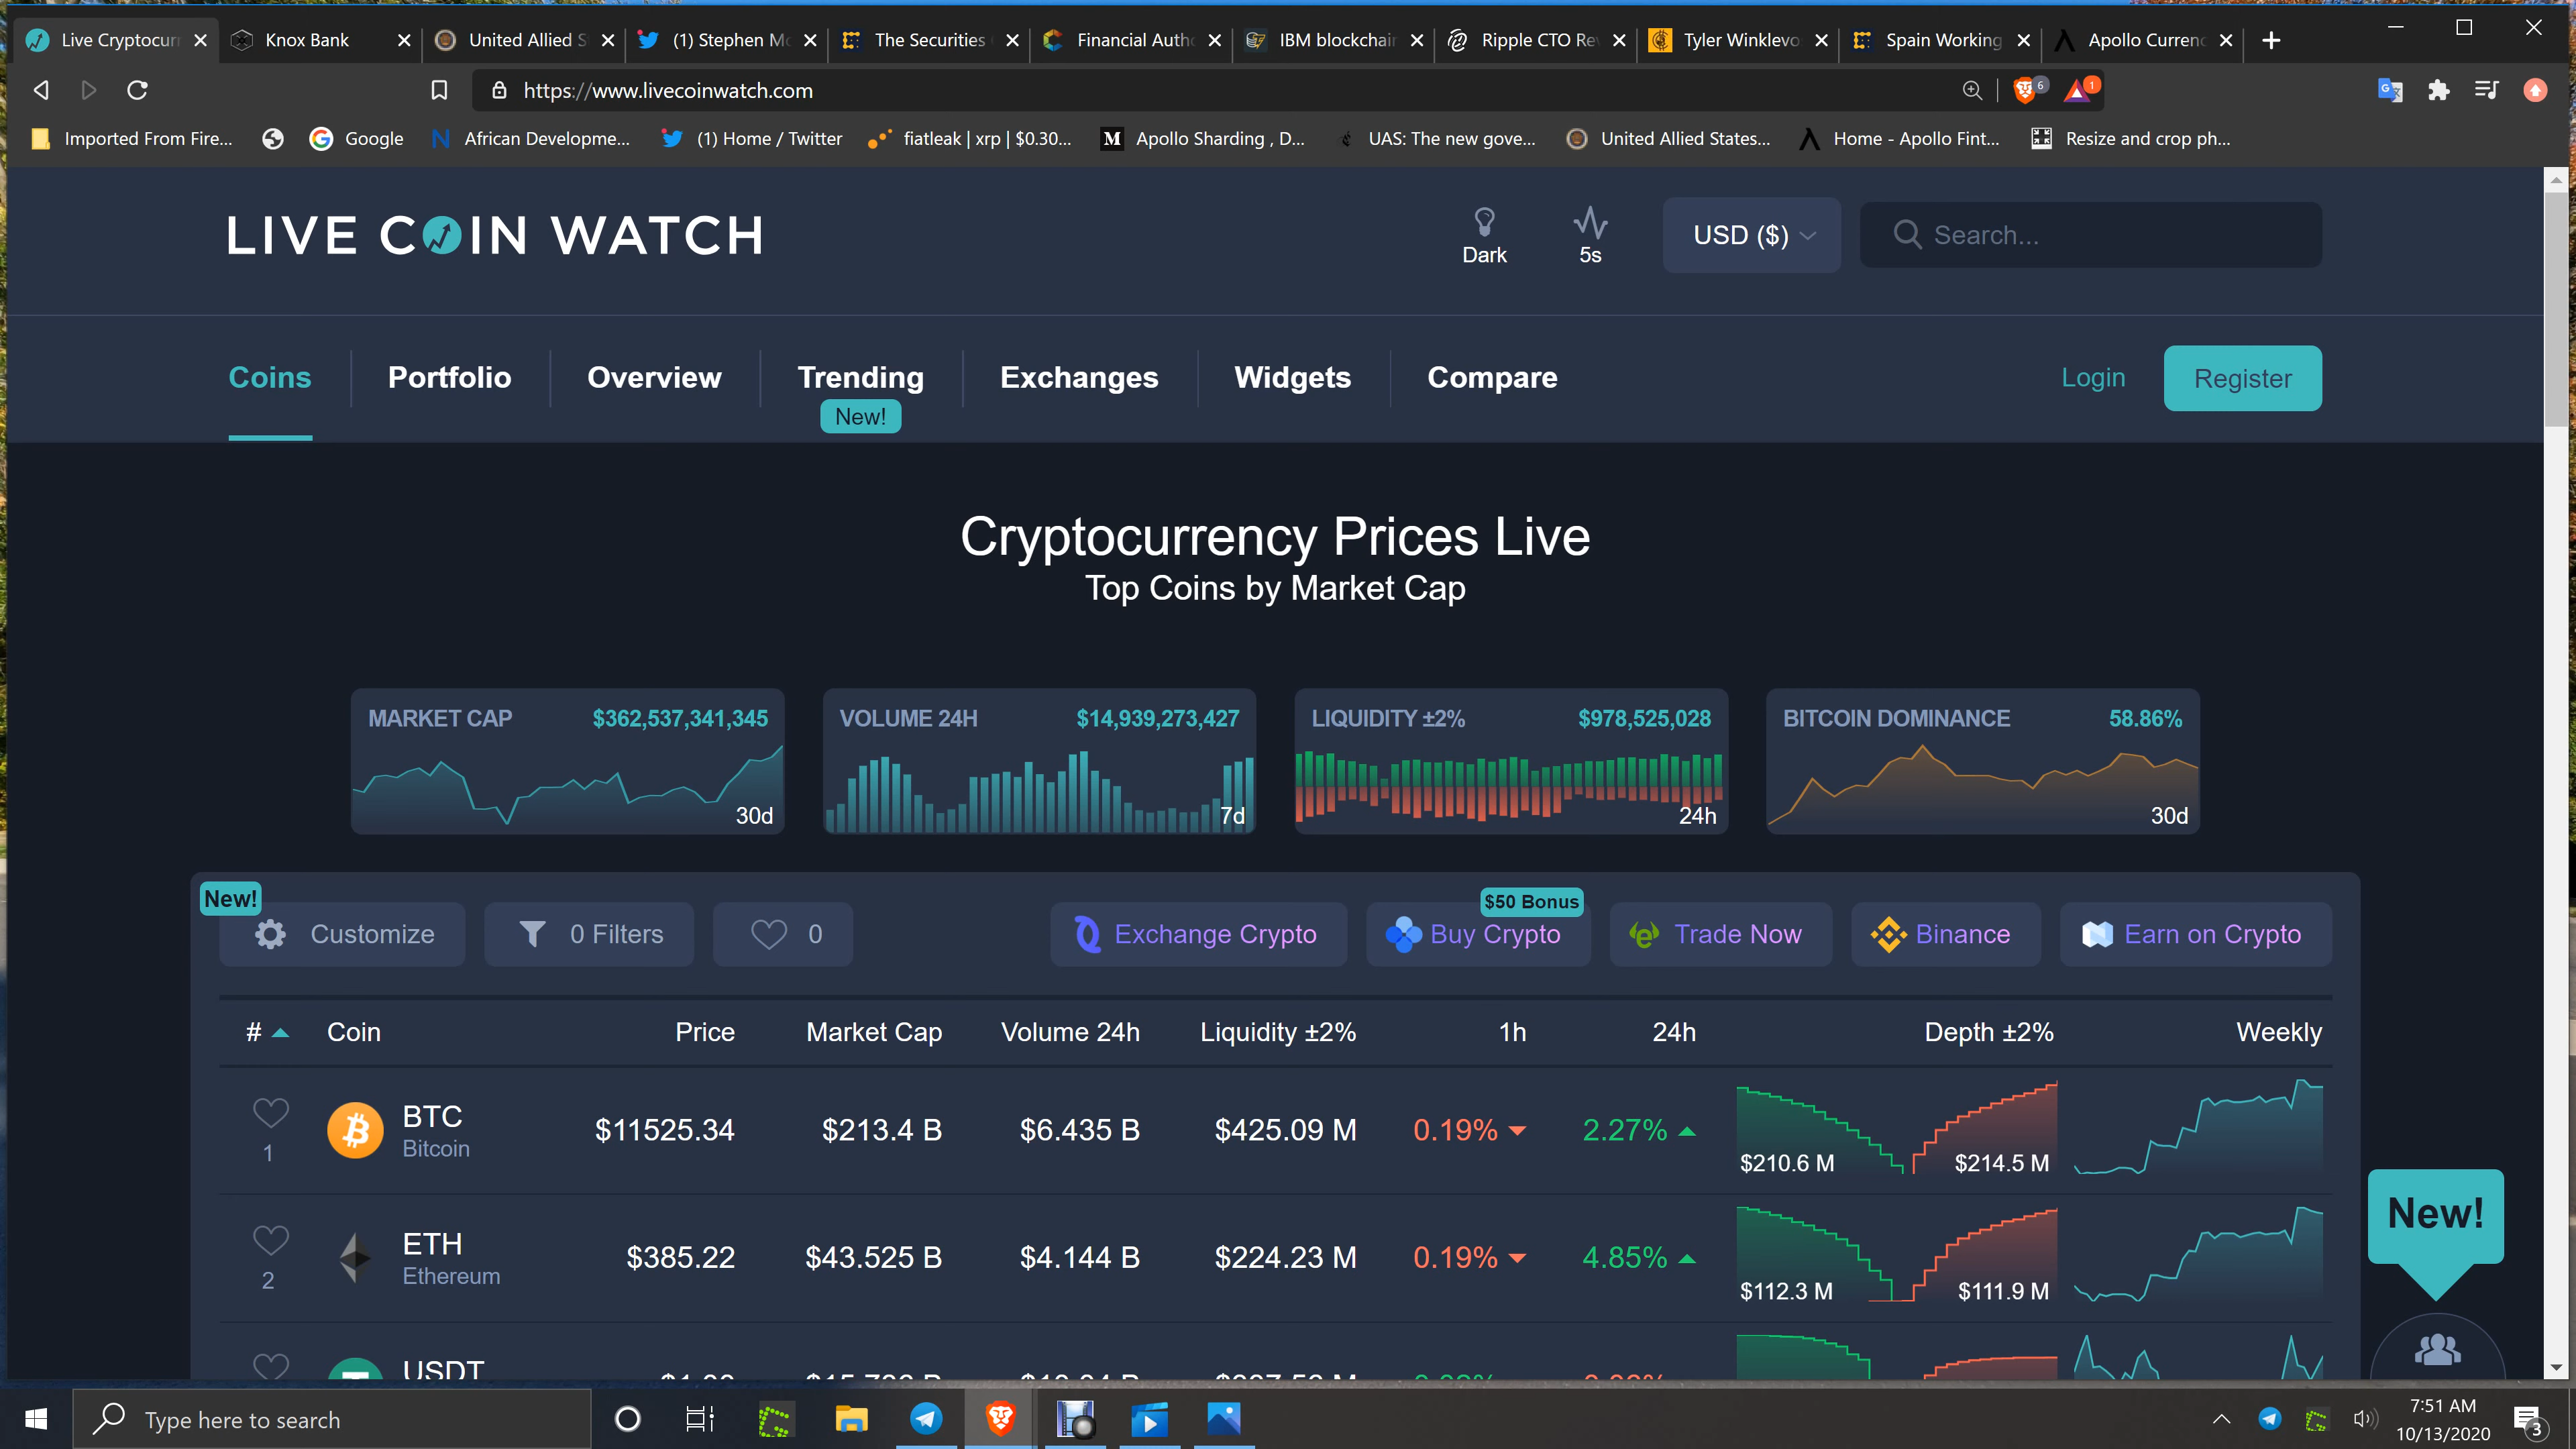 Live Cryptocurr
Knox Bank
United Allied S
(1) Stephen Mc
The Securities
Financial Autho
IBM blockchain
Ripple CTO Rev
Tyler Winklevo
Spain Working
Apollo Currenc
https://www.livecoinwatch.com
6
1
Imported From Fire...
Google
African Developme...
(1) Home / Twitter
fiatleak | xrp | $0.30...
M Apollo Sharding , D...
UAS: The new gove...
United Allied States...
Home - Apollo Fint...
Resize and crop ph...
LIVE COIN WATCH
Dark
5s
USD ($)
Search...
Coins
Portfolio
Overview
Trending
New!
Exchanges
Widgets
Compare
Login
Register
Cryptocurrency Prices Live
Top Coins by Market Cap
MARKET CAP $362,537,341,345
30d
VOLUME 24H $14,939,273,427
7d
LIQUIDITY ±2% $978,525,028
24h
BITCOIN DOMINANCE 58.86%
30d
New!
Customize
0 Filters
0
Exchange Crypto
$50 Bonus
Buy Crypto
Trade Now
Binance
Earn on Crypto
# Coin Price Market Cap Volume 24h Liquidity ±2% 1h 24h Depth ±2% Weekly
1 BTC Bitcoin $11525.34 $213.4 B $6.435 B $425.09 M 0.19% 2.27% $210.6 M $214.5 M
2 ETH Ethereum $385.22 $43.525 B $4.144 B $224.23 M 0.19% 4.85% $112.3 M $111.9 M
USDT
New!
Type here to search
7:51 AM
10/13/2020
3